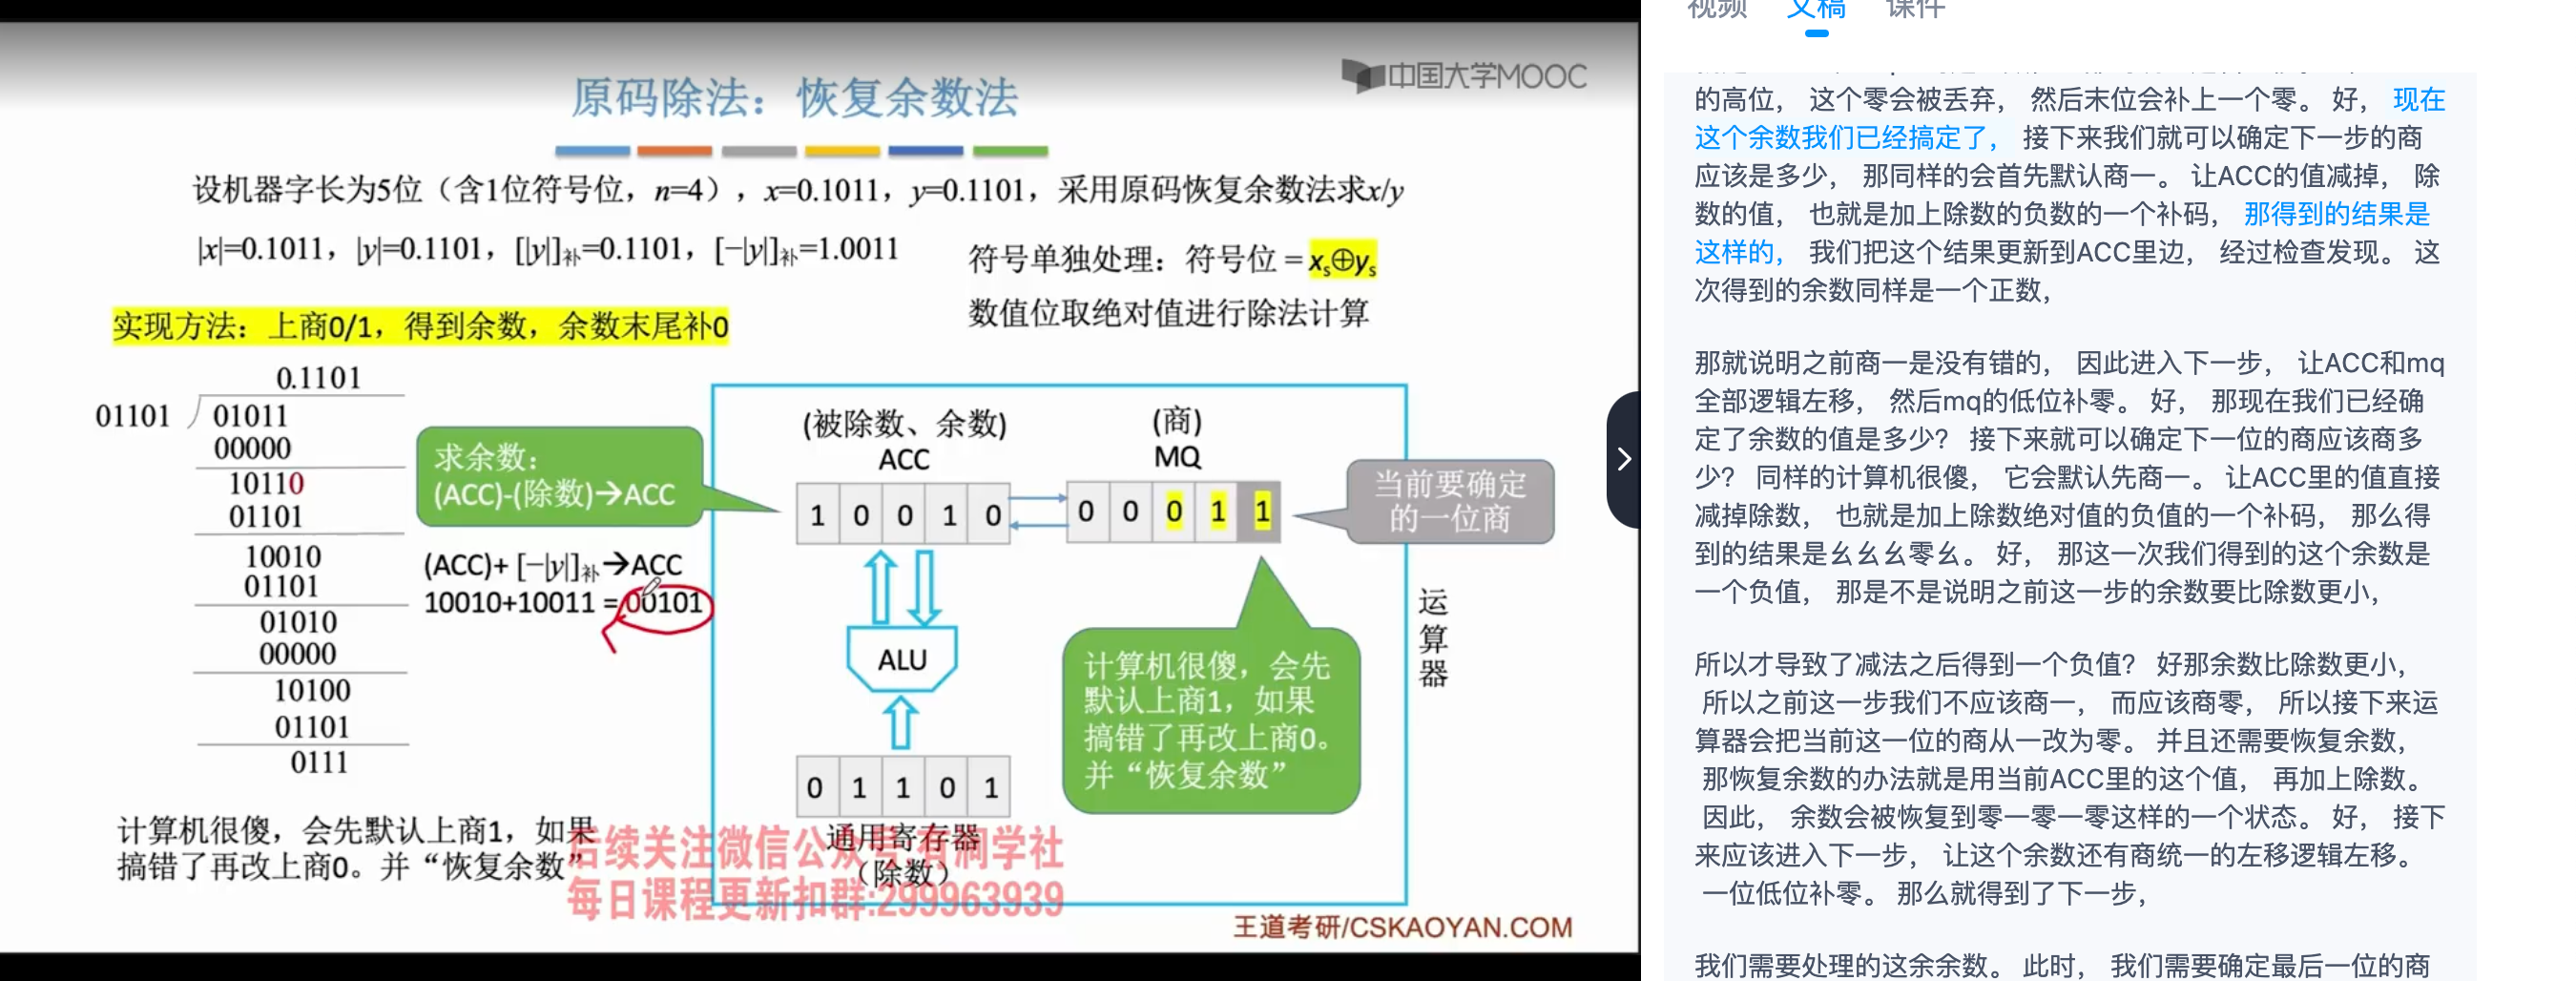 中国大学MOOC
原码除法：恢复余数法
设机器字长为5位（含1位符号位，n=4），x=0.1011，y=0.1101，采用原码恢复余数法求x/y
|x|=0.1011，|y|=0.1101，[|y|]补=0.1101，[−|y|]补=1.0011
符号单独处理：符号位 = xs⊕ys
数值位取绝对值进行除法计算
实现方法：上商0/1，得到余数，余数末尾补0
0.1101
01101
01011
00000
10110
01101
10010
01101
01010
00000
10100
01101
0111
求余数：
(ACC)-(除数)→ACC
(ACC)+ [−|y|]补→ACC
10010+10011 = 00101
(被除数、余数)
ACC
1 0 0 1 0
(商)
MQ
0 0 0 1 1
当前要确定
的一位商
ALU
0 1 1 0 1
通用寄存器
（除数）
运算器
计算机很傻，会先
默认上商1，如果
搞错了再改上商0。
并“恢复余数”
计算机很傻，会先默认上商1，如果
搞错了再改上商0。并“恢复余数”
后续关注微信公众号:有润学社
每日课程更新扣群:299963939
王道考研/CSKAOYAN.COM
视频 文稿 课件
的高位， 这个零会被丢弃， 然后末位会补上一个零。 好， 现在
这个余数我们已经搞定了， 接下来我们就可以确定下一步的商
应该是多少， 那同样的会首先默认商一。 让ACC的值减掉， 除
数的值， 也就是加上除数的负数的一个补码， 那得到的结果是
这样的， 我们把这个结果更新到ACC里边， 经过检查发现。 这
次得到的余数同样是一个正数，
那就说明之前商一是没有错的， 因此进入下一步， 让ACC和mq
全部逻辑左移， 然后mq的低位补零。 好， 那现在我们已经确
定了余数的值是多少？ 接下来就可以确定下一位的商应该商多
少？ 同样的计算机很傻， 它会默认先商一。 让ACC里的值直接
减掉除数， 也就是加上除数绝对值的负值的一个补码， 那么得
到的结果是幺幺幺零幺。 好， 那这一次我们得到的这个余数是
一个负值， 那是不是说明之前这一步的余数要比除数更小，
所以才导致了减法之后得到一个负值？ 好那余数比除数更小，
所以之前这一步我们不应该商一， 而应该商零， 所以接下来运
算器会把当前这一位的商从一改为零。 并且还需要恢复余数，
那恢复余数的办法就是用当前ACC里的这个值， 再加上除数。
因此， 余数会被恢复到零一零一零这样的一个状态。 好， 接下
来应该进入下一步， 让这个余数还有商统一的左移逻辑左移。
一位低位补零。 那么就得到了下一步，
我们需要处理的这余余数。 此时， 我们需要确定最后一位的商